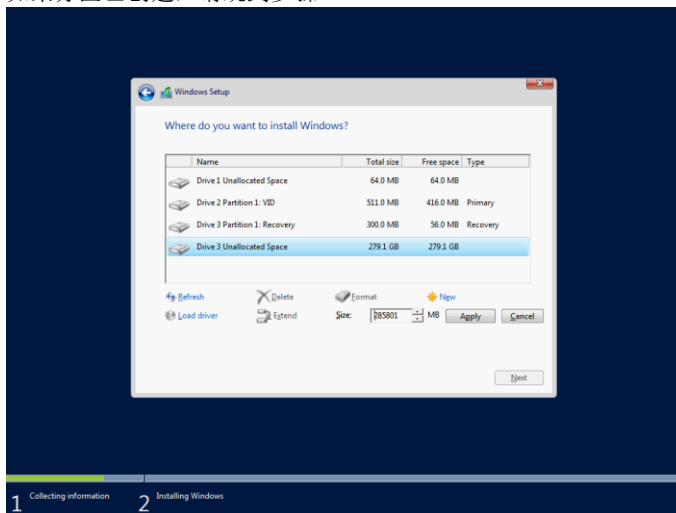 Windows Setup
Where do you want to install Windows?
Name Total size Free space Type
Drive 1 Unallocated Space 64.0 MB 64.0 MB
Drive 2 Partition 1: VID 511.0 MB 416.0 MB Primary
Drive 3 Partition 1: Recovery 300.0 MB 56.0 MB Recovery
Drive 3 Unallocated Space 279.1 GB 279.1 GB
Refresh Delete Format New
Load driver Extend Size: 285801 MB Apply Cancel
Next
1 Collecting information 2 Installing Windows